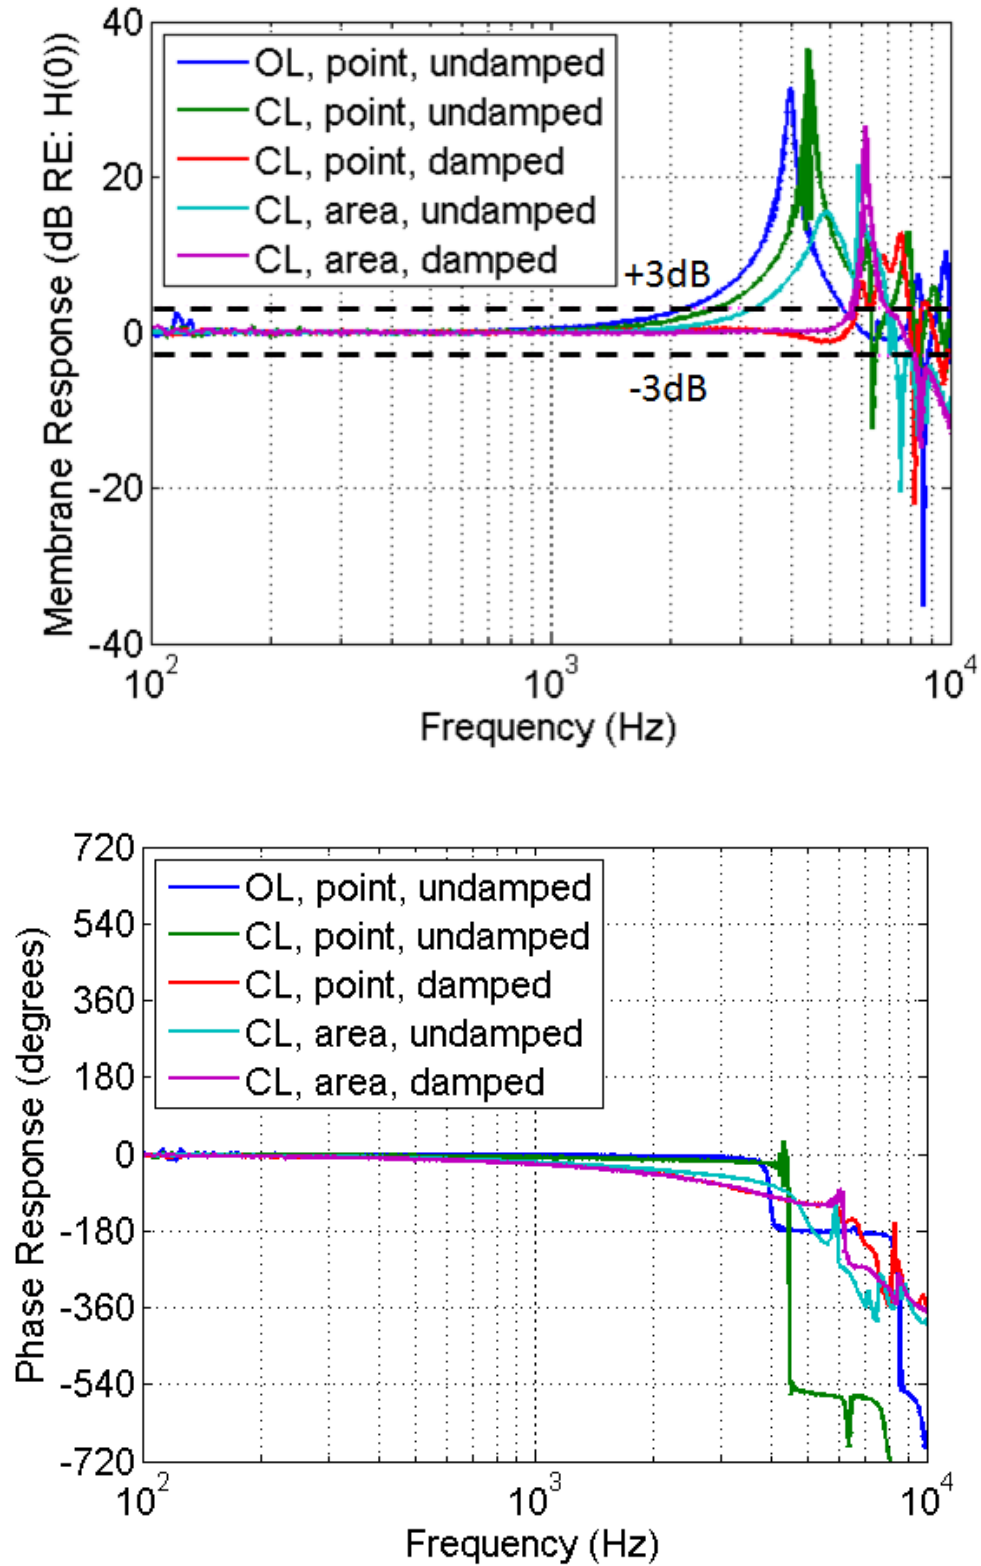 Membrane Response (dB RE: H(0))
40
20
0
-20
-40
OL, point, undamped
CL, point, undamped
CL, point, damped
CL, area, undamped
CL, area, damped
+3dB
-3dB
10^2
10^3
10^4
Frequency (Hz)
Phase Response (degrees)
720
540
360
180
0
-180
-360
-540
-720
OL, point, undamped
CL, point, undamped
CL, point, damped
CL, area, undamped
CL, area, damped
10^2
10^3
10^4
Frequency (Hz)